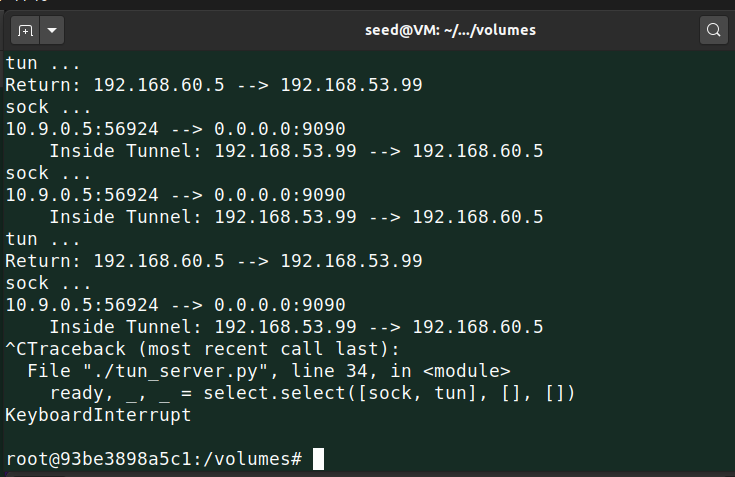 seed@VM: ~/.../volumes
tun ...
Return: 192.168.60.5 --> 192.168.53.99
sock ...
10.9.0.5:56924 --> 0.0.0.0:9090
    Inside Tunnel: 192.168.53.99 --> 192.168.60.5
sock ...
10.9.0.5:56924 --> 0.0.0.0:9090
    Inside Tunnel: 192.168.53.99 --> 192.168.60.5
tun ...
Return: 192.168.60.5 --> 192.168.53.99
sock ...
10.9.0.5:56924 --> 0.0.0.0:9090
    Inside Tunnel: 192.168.53.99 --> 192.168.60.5
^CTraceback (most recent call last):
  File "./tun_server.py", line 34, in <module>
    ready, _, _ = select.select([sock, tun], [], [])
KeyboardInterrupt
root@93be3898a5c1:/volumes#